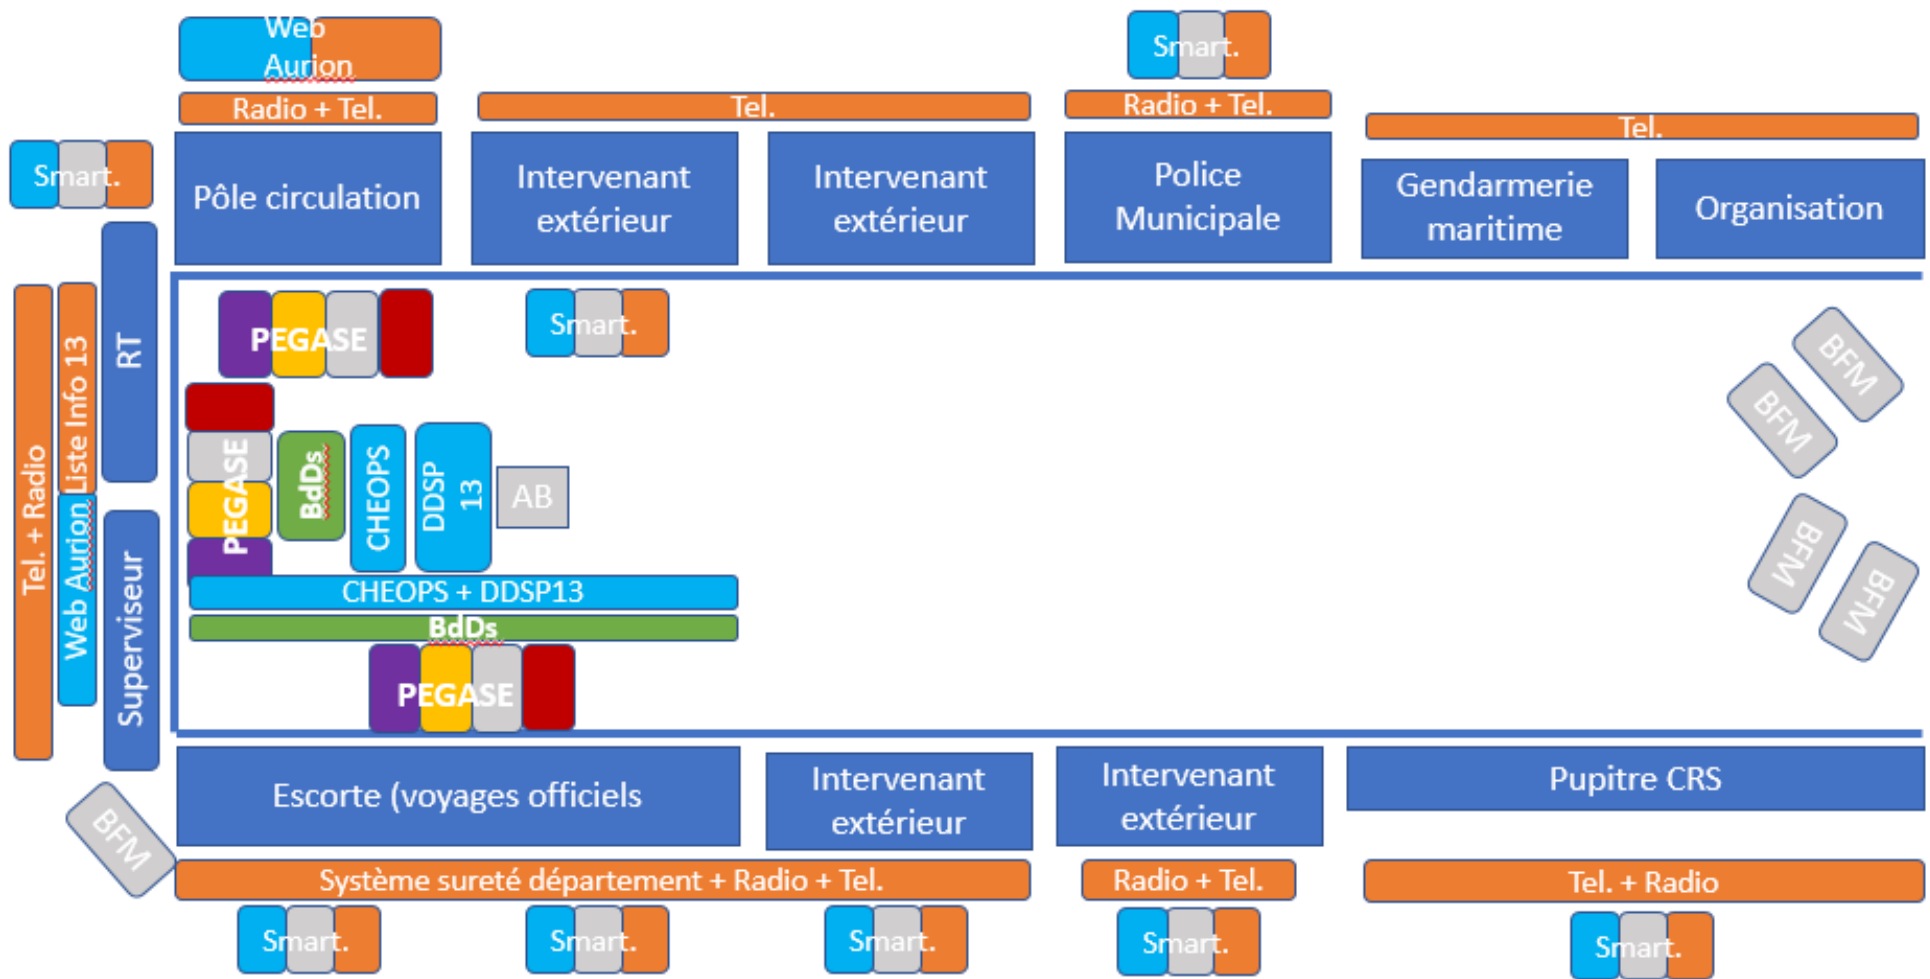 Web
Aurion
Smart.
Radio + Tel.
Tel.
Radio + Tel.
Tel.
Smart.
Pôle circulation
Intervenant
extérieur
Intervenant
extérieur
Police
Municipale
Gendarmerie
maritime
Organisation
Tel. + Radio
Liste Info 13
Web Aurion
RT
Superviseur
PEGASE
Smart.
PEGASE
BdDs
CHEOPS
DDSP
13
AB
BFM
BFM
BFM
BFM
CHEOPS + DDSP13
BdDs
PEGASE
BFM
Escorte (voyages officiels
Intervenant
extérieur
Intervenant
extérieur
Pupitre CRS
Système sureté département + Radio + Tel.
Radio + Tel.
Tel. + Radio
Smart.
Smart.
Smart.
Smart.
Smart.